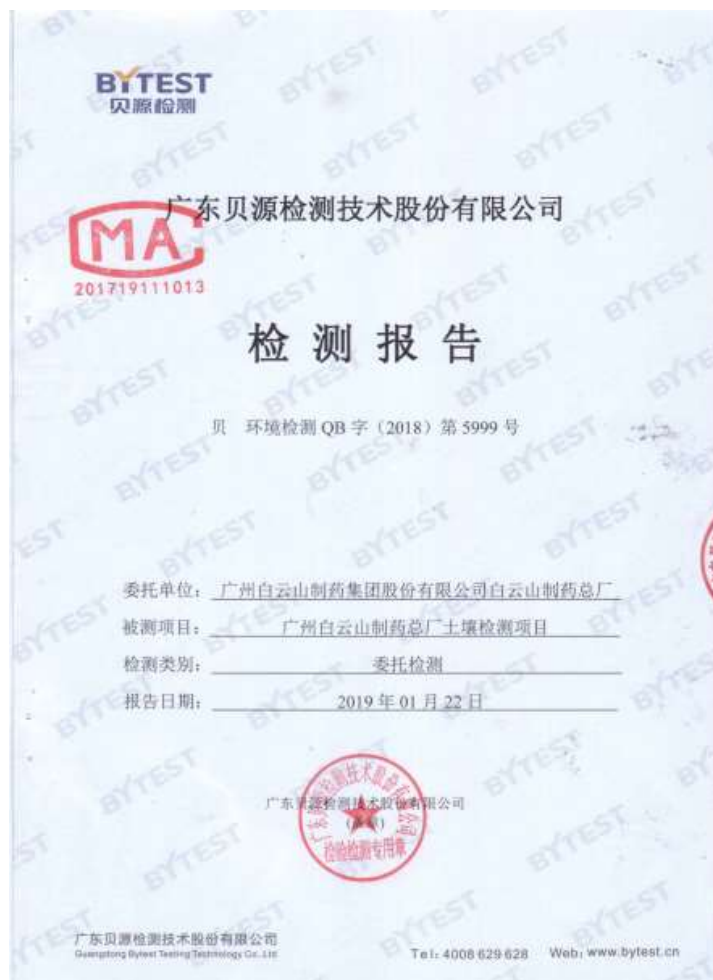 BYTEST
贝源检测
广东贝源检测技术股份有限公司
MA
201719111013
检测报告
贝 环境检测 QB 字（2018）第 5999 号
委托单位： 广州白云山制药集团股份有限公司白云山制药总厂
被测项目： 广州白云山制药总厂土壤检测项目
检测类别： 委托检测
报告日期： 2019 年 01 月 22 日
广东贝源检测技术股份有限公司
检验检测专用章
广东贝源检测技术股份有限公司
Guangdong Bytest Testing Technology Co.,Ltd
Tel: 4008 629 628 Web: www.bytest.cn